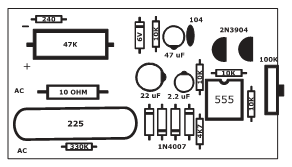 240
104
2N3904
6V
10K
47K
47 uF
+
100K
10K
10K
AC
10 OHM
22 uF
2.2 uF
555
10K
225
4K7
1N4007
330K
AC